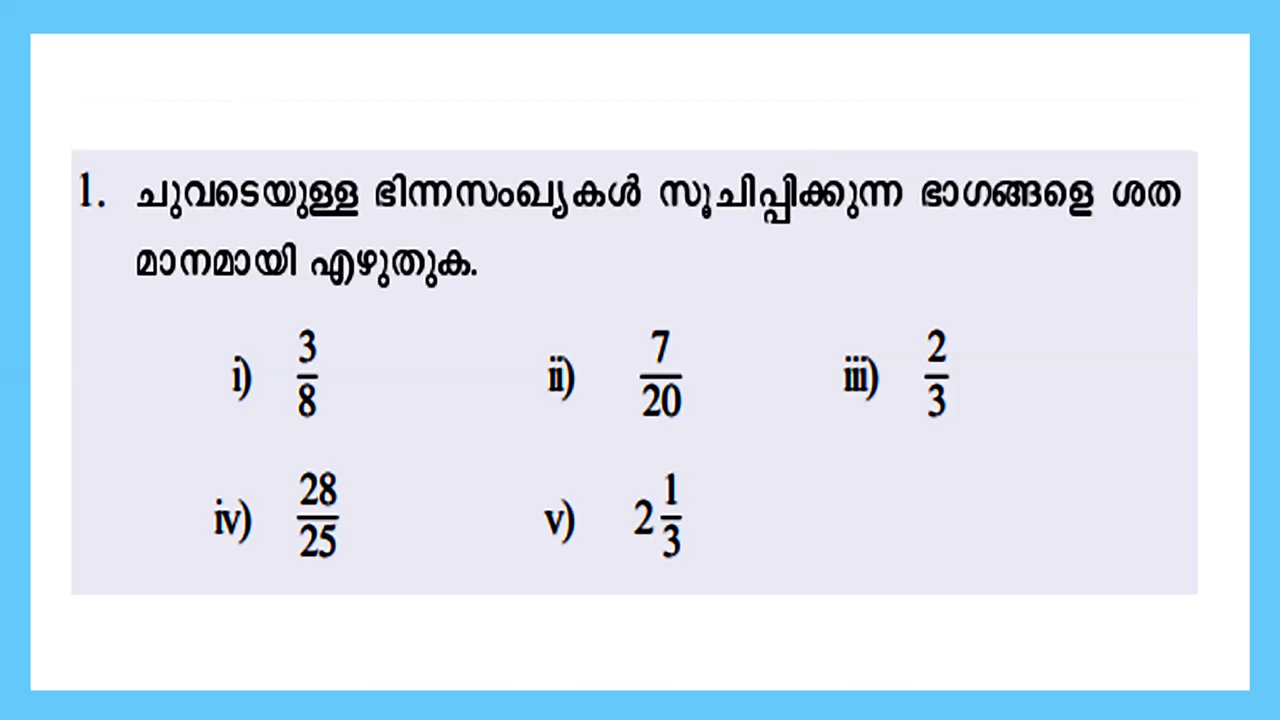 1. ചുവടെയുള്ള ഭിന്നസംഖ്യകൾ സൂചിപ്പിക്കുന്ന ഭാഗങ്ങളെ ശത
മാനമായി എഴുതുക.
i) 3/8 ii) 7/20 iii) 2/3
iv) 28/25 v) 2 1/3